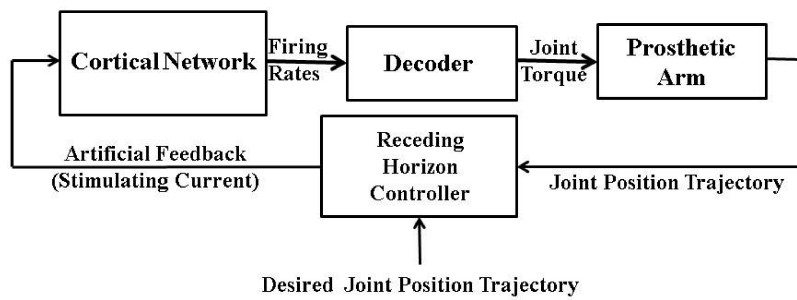 Cortical Network
Firing
Rates
Decoder
Joint
Torque
Prosthetic
Arm
Artificial Feedback
(Stimulating Current)
Receding
Horizon
Controller
Joint Position Trajectory
Desired Joint Position Trajectory